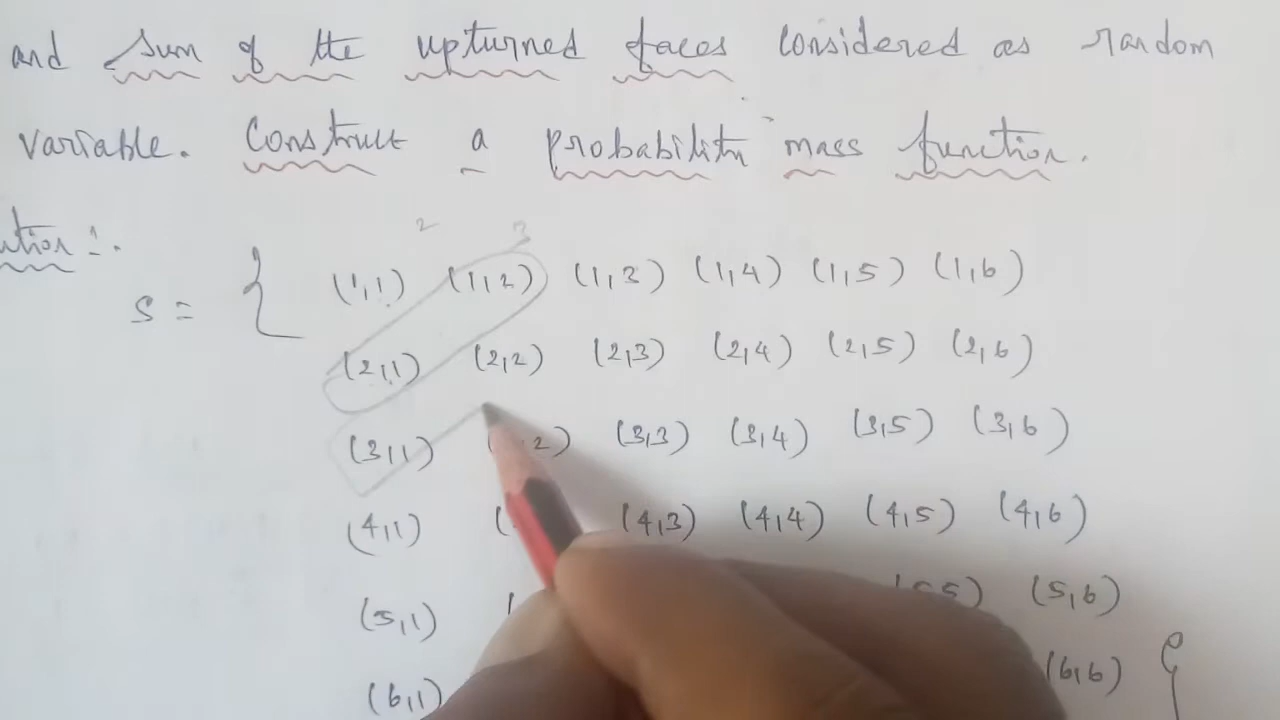 and sum of the upturned faces considered as random
variable. Construct a probability mass function.
ution :.
2 3
S = { (1,1) (1,2) (1,3) (1,4) (1,5) (1,6)
(2,1) (2,2) (2,3) (2,4) (2,5) (2,6)
(3,1) 2) (3,3) (3,4) (3,5) (3,6)
(4,1) ( (4,3) (4,4) (4,5) (4,6)
(5,1) ( 5) (5,6)
(6,1) (6,6) }